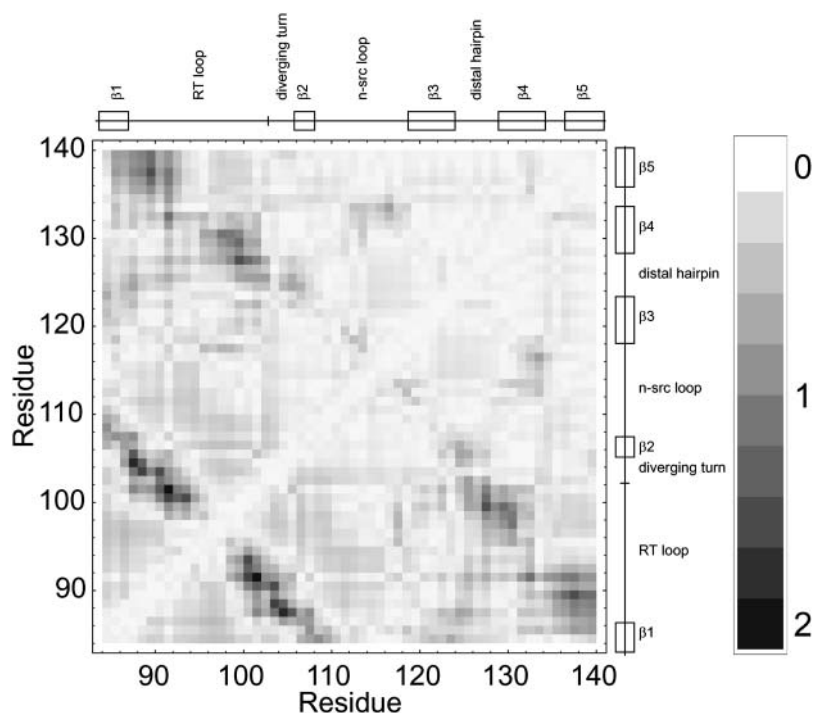 β1
RT loop
diverging turn
β2
n-src loop
β3
distal hairpin
β4
β5
140
130
120
110
100
90
Residue
90
100
110
120
130
140
Residue
β5
β4
distal hairpin
β3
n-src loop
β2
diverging turn
RT loop
β1
0
1
2